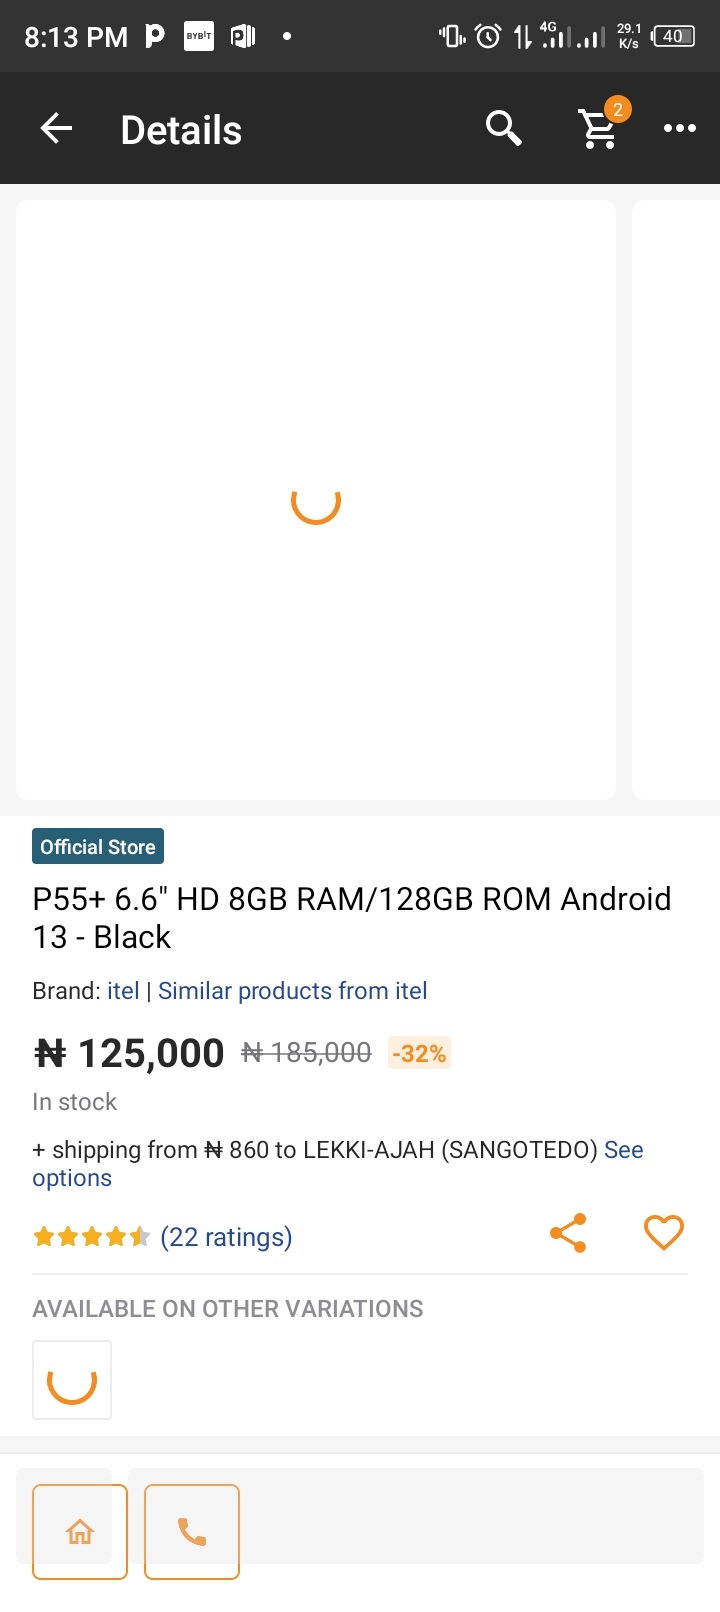 8:13 PM BYBIT 4G 29.1 K/s 40
Details 2
Official Store
P55+ 6.6" HD 8GB RAM/128GB ROM Android
13 - Black
Brand: itel | Similar products from itel
₦ 125,000 ₦ 185,000 -32%
In stock
+ shipping from ₦ 860 to LEKKI-AJAH (SANGOTEDO) See
options
(22 ratings)
AVAILABLE ON OTHER VARIATIONS